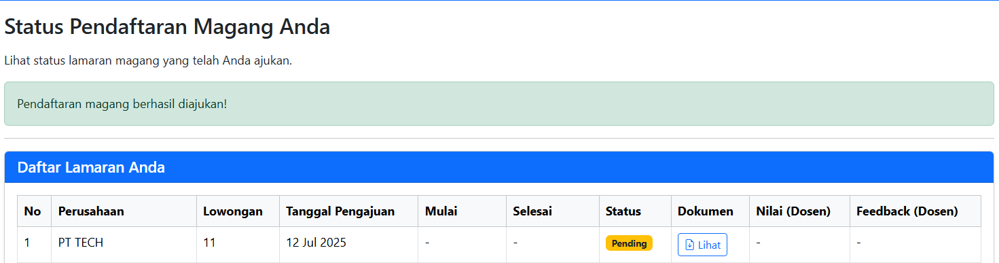 Status Pendaftaran Magang Anda
Lihat status lamaran magang yang telah Anda ajukan.
Pendaftaran magang berhasil diajukan!
Daftar Lamaran Anda
No Perusahaan Lowongan Tanggal Pengajuan Mulai Selesai Status Dokumen Nilai (Dosen) Feedback (Dosen)
1 PT TECH 11 12 Jul 2025 - - Pending Lihat - -